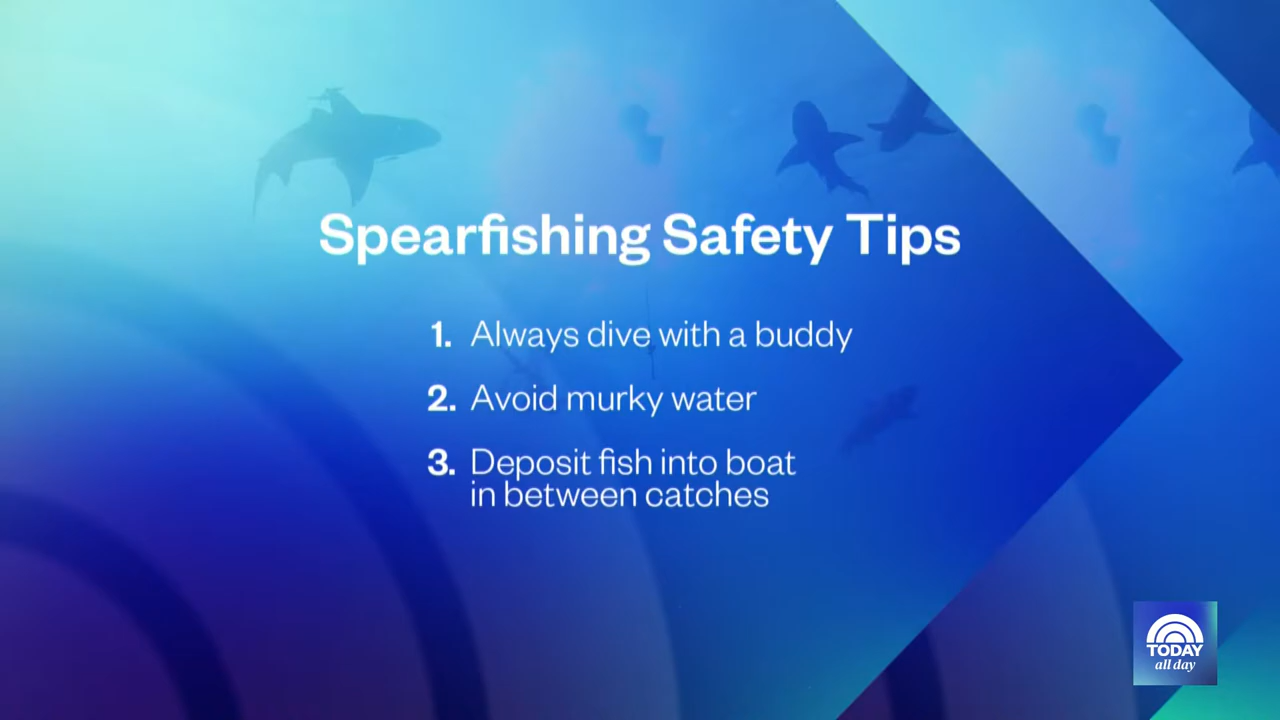 Spearfishing Safety Tips
1. Always dive with a buddy
2. Avoid murky water
3. Deposit fish into boat
in between catches
TODAY
all day